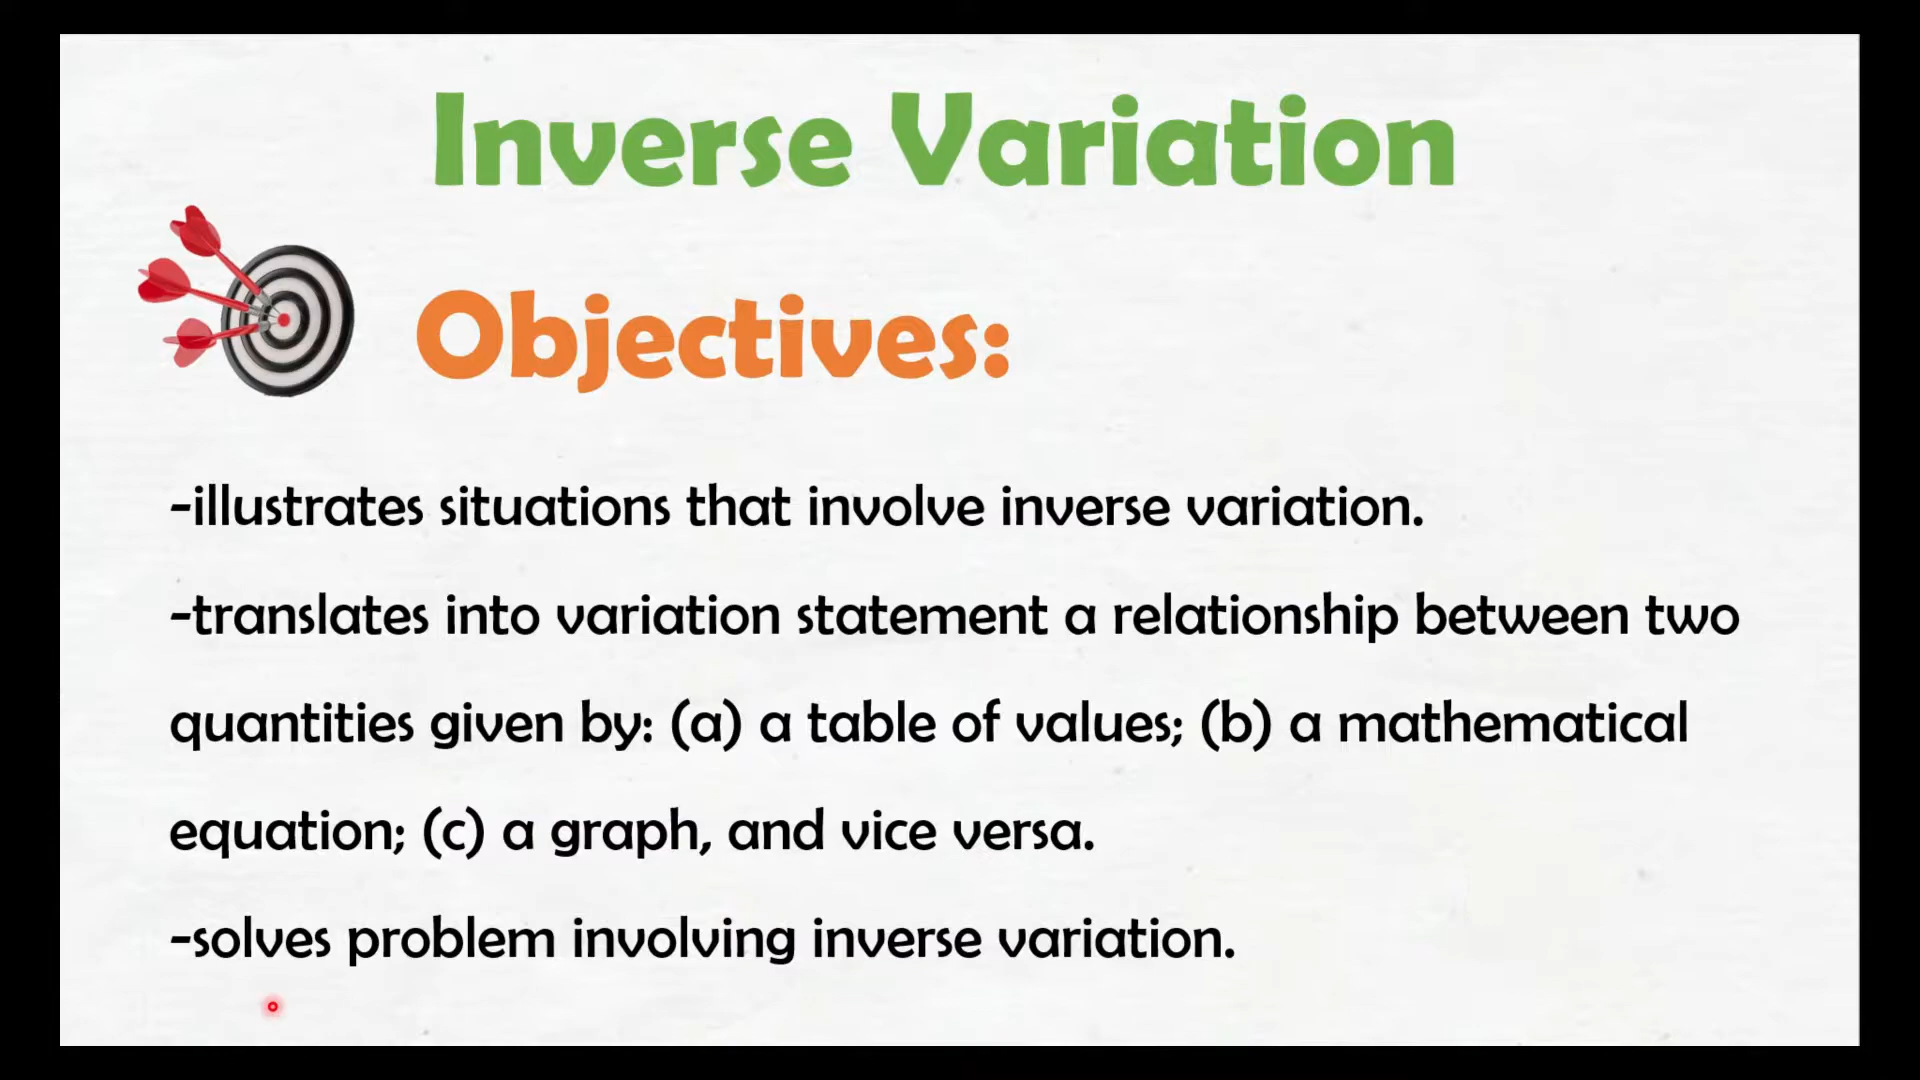 Inverse Variation
Objectives:
-illustrates situations that involve inverse variation.
-translates into variation statement a relationship between two
quantities given by: (a) a table of values; (b) a mathematical
equation; (c) a graph, and vice versa.
-solves problem involving inverse variation.